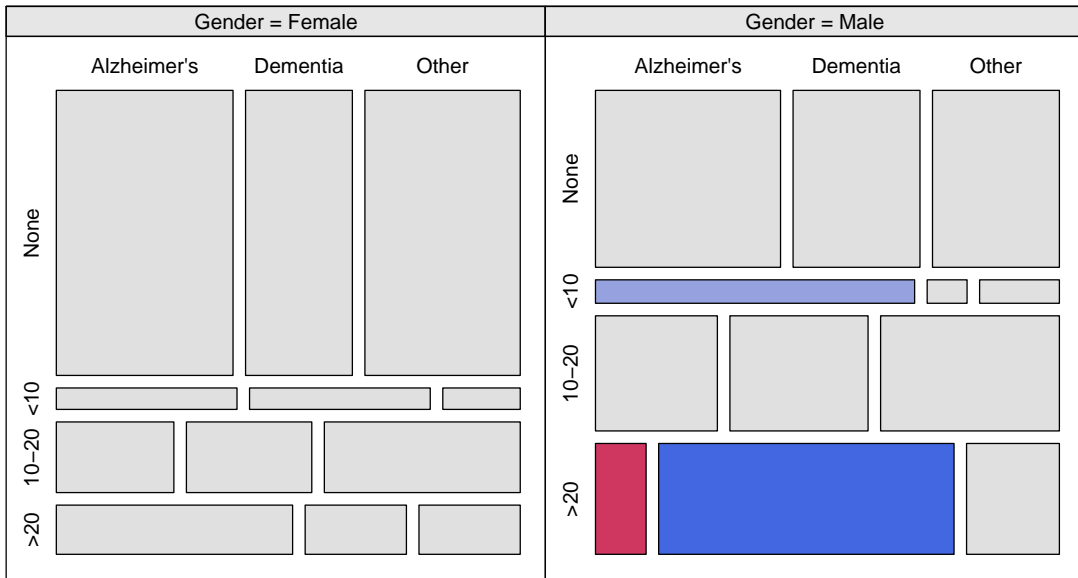 Gender = Female
Alzheimer's Dementia Other
None
<10
10−20
>20
Gender = Male
Alzheimer's Dementia Other
None
<10
10−20
>20